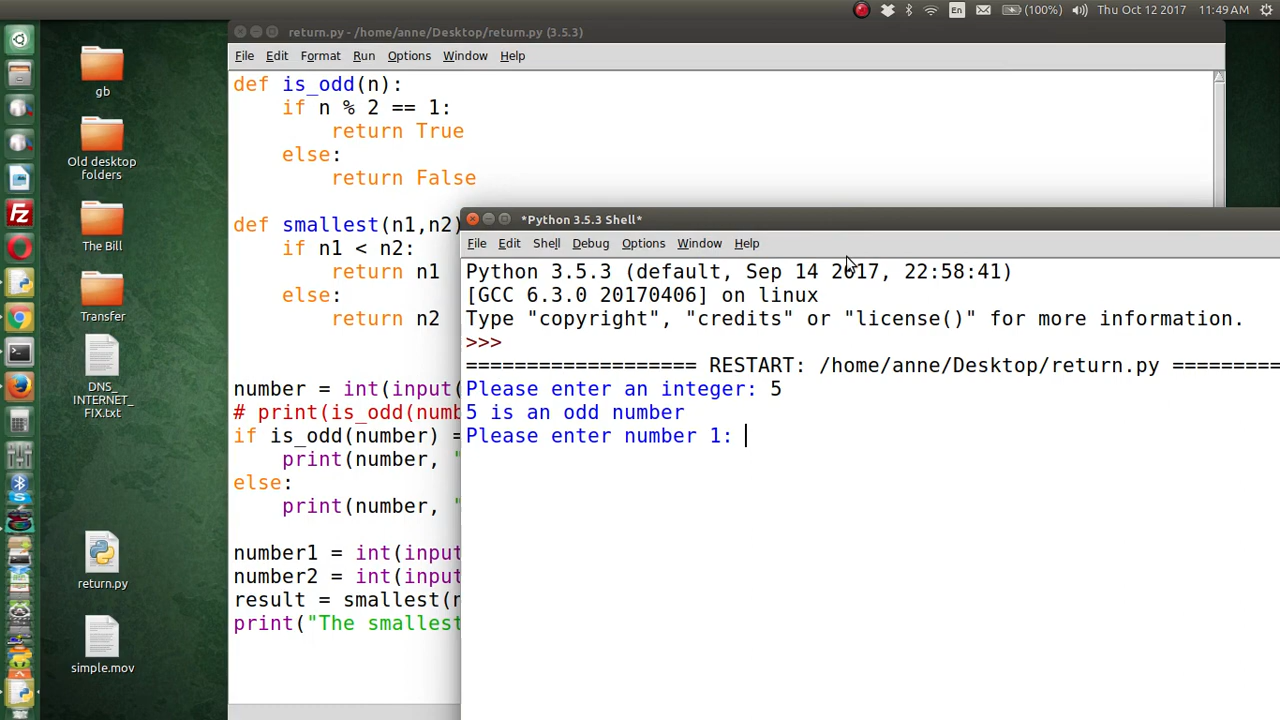 En
(100%)
Thu Oct 12 2017
11:49 AM
return.py - /home/anne/Desktop/return.py (3.5.3)
File Edit Format Run Options Window Help
def is_odd(n):
if n % 2 == 1:
return True
else:
return False
def smallest(n1,n2)
if n1 < n2:
return n1
else:
return n2
number = int(input(
# print(is_odd(numb
if is_odd(number) =
print(number, "
else:
print(number, "
number1 = int(input
number2 = int(input
result = smallest(n
print("The smallest
*Python 3.5.3 Shell*
File Edit Shell Debug Options Window Help
Python 3.5.3 (default, Sep 14 2017, 22:58:41)
[GCC 6.3.0 20170406] on linux
Type "copyright", "credits" or "license()" for more information.
>>>
=================== RESTART: /home/anne/Desktop/return.py =========
Please enter an integer: 5
5 is an odd number
Please enter number 1:
gb
Old desktop
folders
The Bill
Transfer
DNS_
INTERNET_
FIX.txt
return.py
simple.mov